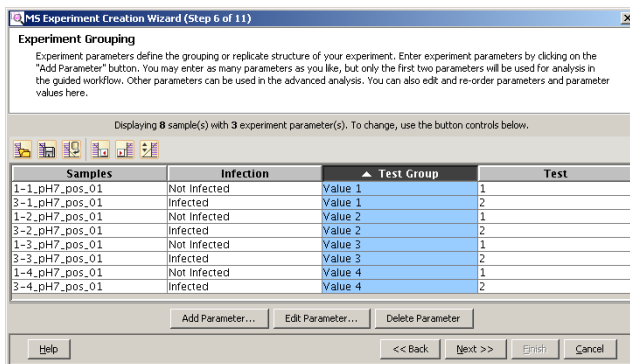 MS Experiment Creation Wizard (Step 6 of 11)
Experiment Grouping
Experiment parameters define the grouping or replicate structure of your experiment. Enter experiment parameters by clicking on the
"Add Parameter" button. You may enter as many parameters as you like, but only the first two parameters will be used for analysis in
the guided workflow. Other parameters can be used in the advanced analysis. You can also edit and re-order parameters and parameter
values here.
Displaying 8 sample(s) with 3 experiment parameter(s). To change, use the button controls below.
Samples Infection Test Group Test
1-1_pH7_pos_01 Not Infected Value 1 1
3-1_pH7_pos_01 Infected Value 1 2
1-2_pH7_pos_01 Not Infected Value 2 1
3-2_pH7_pos_01 Infected Value 2 2
1-3_pH7_pos_01 Not Infected Value 3 1
3-3_pH7_pos_01 Infected Value 3 2
1-4_pH7_pos_01 Not Infected Value 4 1
3-4_pH7_pos_01 Infected Value 4 2
Add Parameter... Edit Parameter... Delete Parameter
Help << Back Next >> Finish Cancel